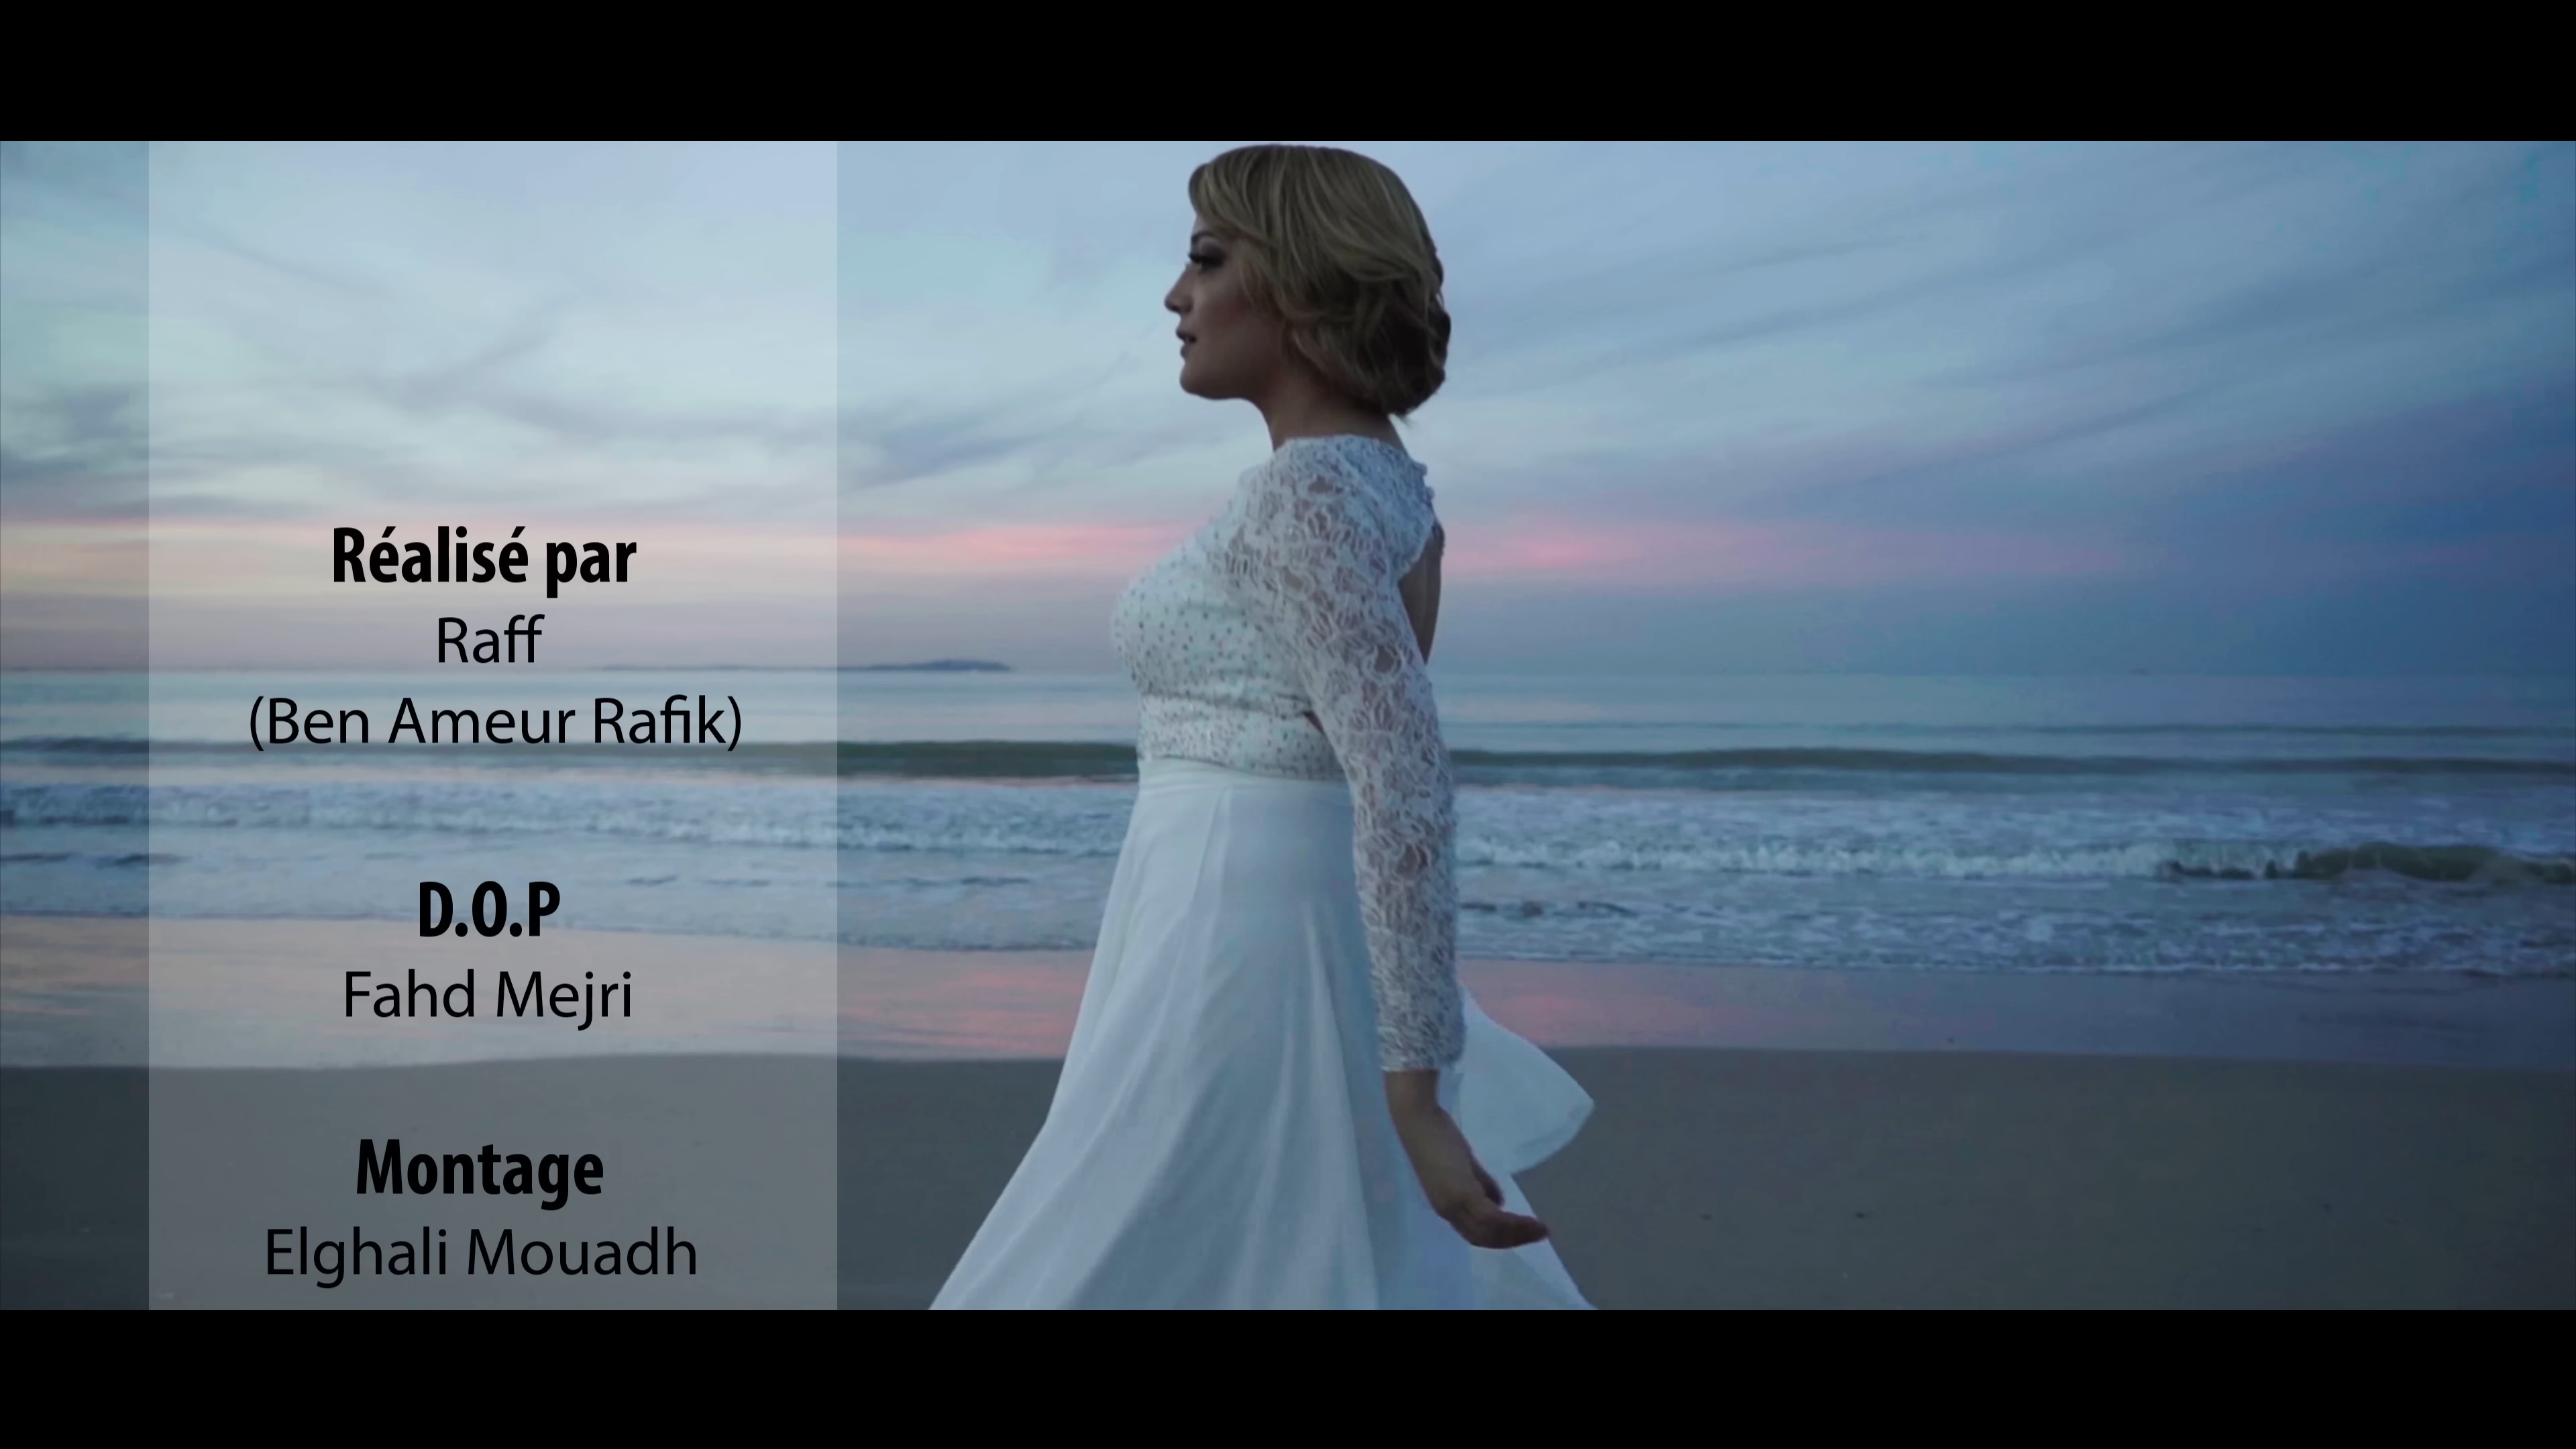 Réalisé par
Raff
(Ben Ameur Rafik)
D.O.P
Fahd Mejri
Montage
Elghali Mouadh